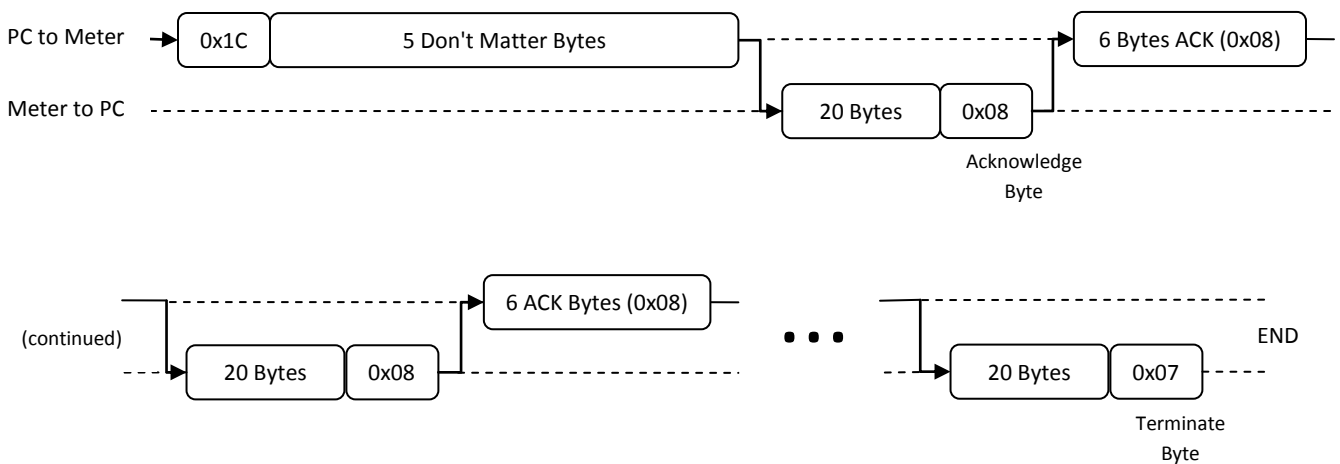 PC to Meter
0x1C
5 Don't Matter Bytes
6 Bytes ACK (0x08)
Meter to PC
20 Bytes
0x08
Acknowledge
Byte
6 ACK Bytes (0x08)
(continued)
...
END
20 Bytes
0x08
20 Bytes
0x07
Terminate
Byte